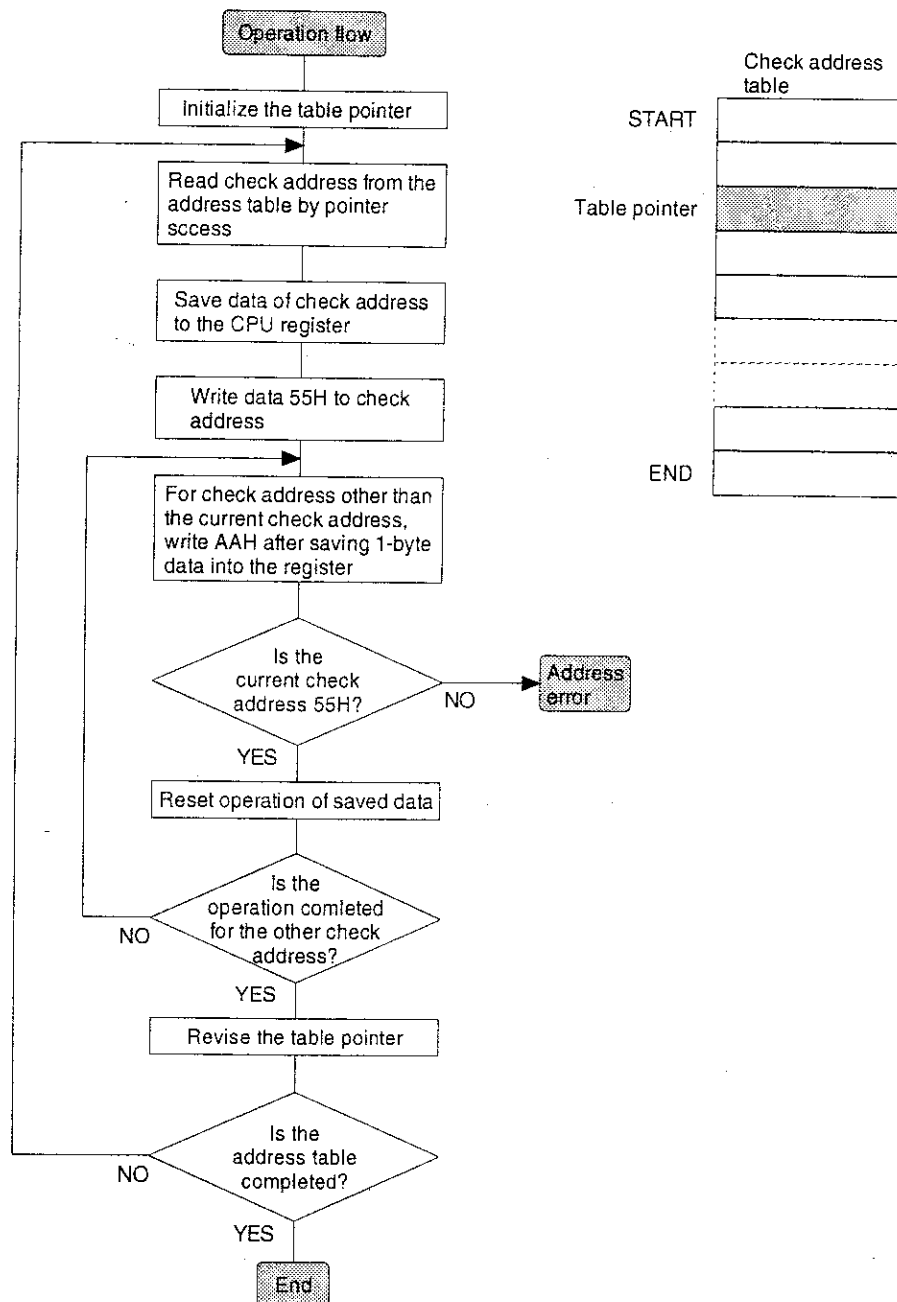 Operation flow
Initialize the table pointer
Read check address from the
address table by pointer
sccess
Save data of check address
to the CPU register
Write data 55H to check
address
For check address other than
the current check address,
write AAH after saving 1-byte
data into the register
Is the
current check
address 55H?
NO
Address
error
YES
Reset operation of saved data
Is the
operation comleted
for the other check
address?
NO
YES
Revise the table pointer
Is the
address table
completed?
NO
YES
End
Check address
table
START
Table pointer
END